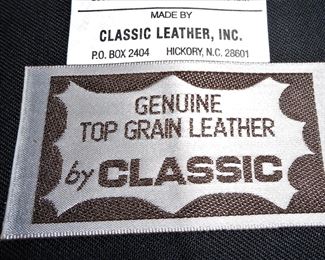 MADE BY
CLASSIC LEATHER, INC.
P.O. BOX 2404 HICKORY, N.C. 28601
GENUINE
TOP GRAIN LEATHER
by CLASSIC